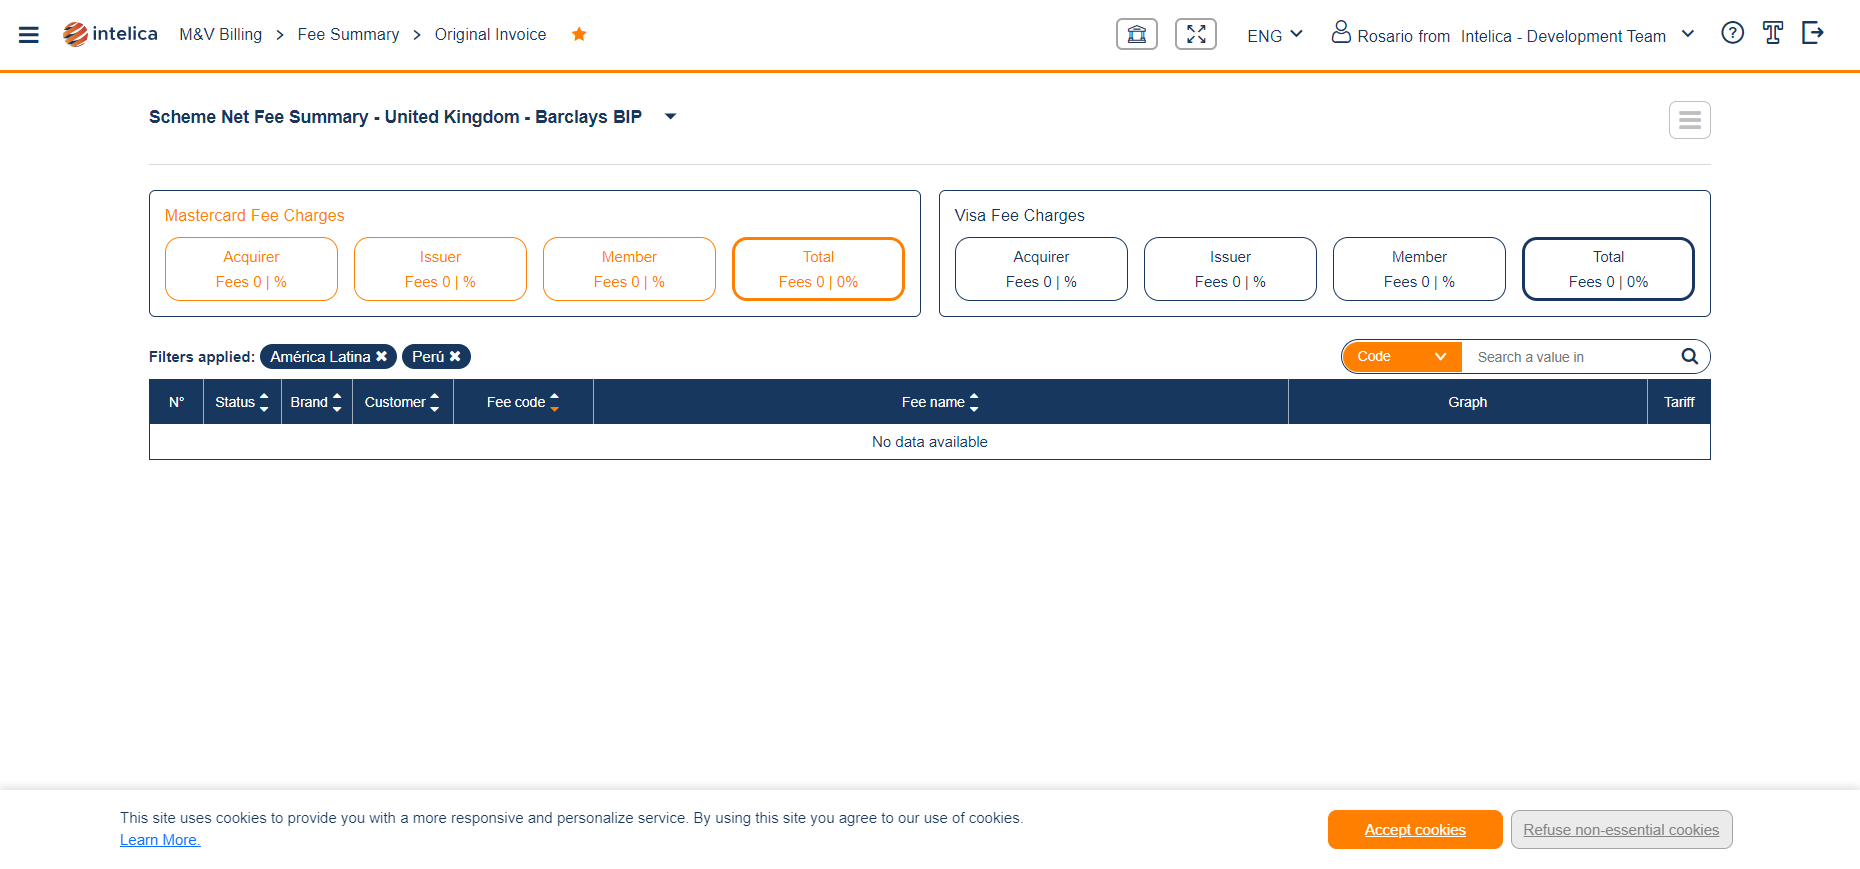 intelica M&V Billing > Fee Summary > Original Invoice ENG Rosario from Intelica - Development Team
Scheme Net Fee Summary - United Kingdom - Barclays BIP
Mastercard Fee Charges
Acquirer
Fees 0 | %
Issuer
Fees 0 | %
Member
Fees 0 | %
Total
Fees 0 | 0%
Visa Fee Charges
Acquirer
Fees 0 | %
Issuer
Fees 0 | %
Member
Fees 0 | %
Total
Fees 0 | 0%
Filters applied: América Latina ✖ Perú ✖
Code Search a value in
N° Status Brand Customer Fee code Fee name Graph Tariff
No data available
This site uses cookies to provide you with a more responsive and personalize service. By using this site you agree to our use of cookies.
Learn More.
Accept cookies Refuse non-essential cookies